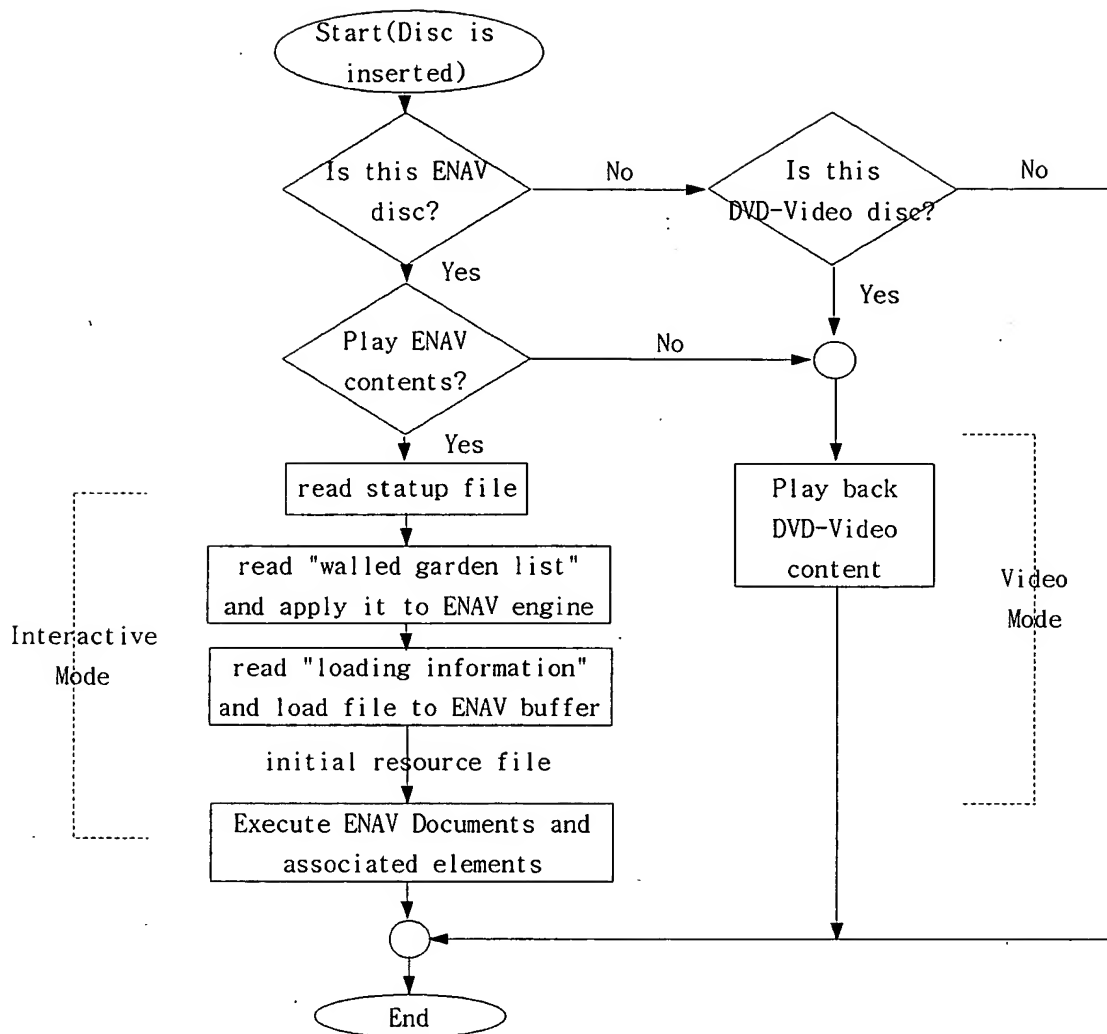 Start(Disc is
inserted)
Is this ENAV
disc?
No
Is this
DVD-Video disc?
No
Yes
Yes
Play ENAV
contents?
No
Yes
read statup file
Play back
DVD-Video
content
read "walled garden list"
and apply it to ENAV engine
Video
Mode
Interactive
Mode
read "loading information"
and load file to ENAV buffer
initial resource file
Execute ENAV Documents and
associated elements
End